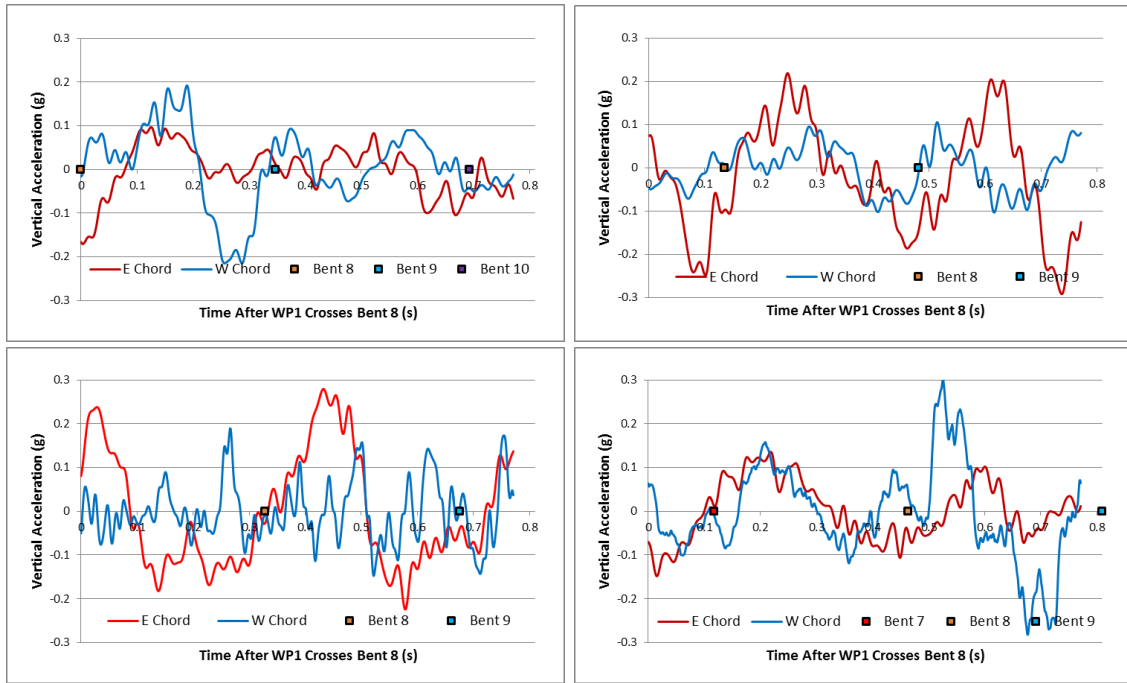 0.3
0.2
0.1
0
-0.1
-0.2
-0.3
0 0.1 0.2 0.3 0.4 0.5 0.6 0.7 0.8
Vertical Acceleration (g)
E Chord W Chord Bent 8 Bent 9 Bent 10
Time After WP1 Crosses Bent 8 (s)
0.3
0.2
0.1
0
-0.1
-0.2
-0.3
0 0.1 0.2 0.3 0.4 0.5 0.6 0.7 0.8
Vertical Acceleration (g)
E Chord W Chord Bent 8 Bent 9
Time After WP1 Crosses Bent 8 (s)
0.3
0.2
0.1
0
-0.1
-0.2
-0.3
0 0.1 0.2 0.3 0.4 0.5 0.6 0.7 0.8
Vertical Acceleration (g)
E Chord W Chord Bent 8 Bent 9
Time After WP1 Crosses Bent 8 (s)
0.3
0.2
0.1
0
-0.1
-0.2
-0.3
0 0.1 0.2 0.3 0.4 0.5 0.6 0.7 0.8
Vertical Acceleration (g)
E Chord W Chord Bent 7 Bent 8 Bent 9
Time After WP1 Crosses Bent 8 (s)